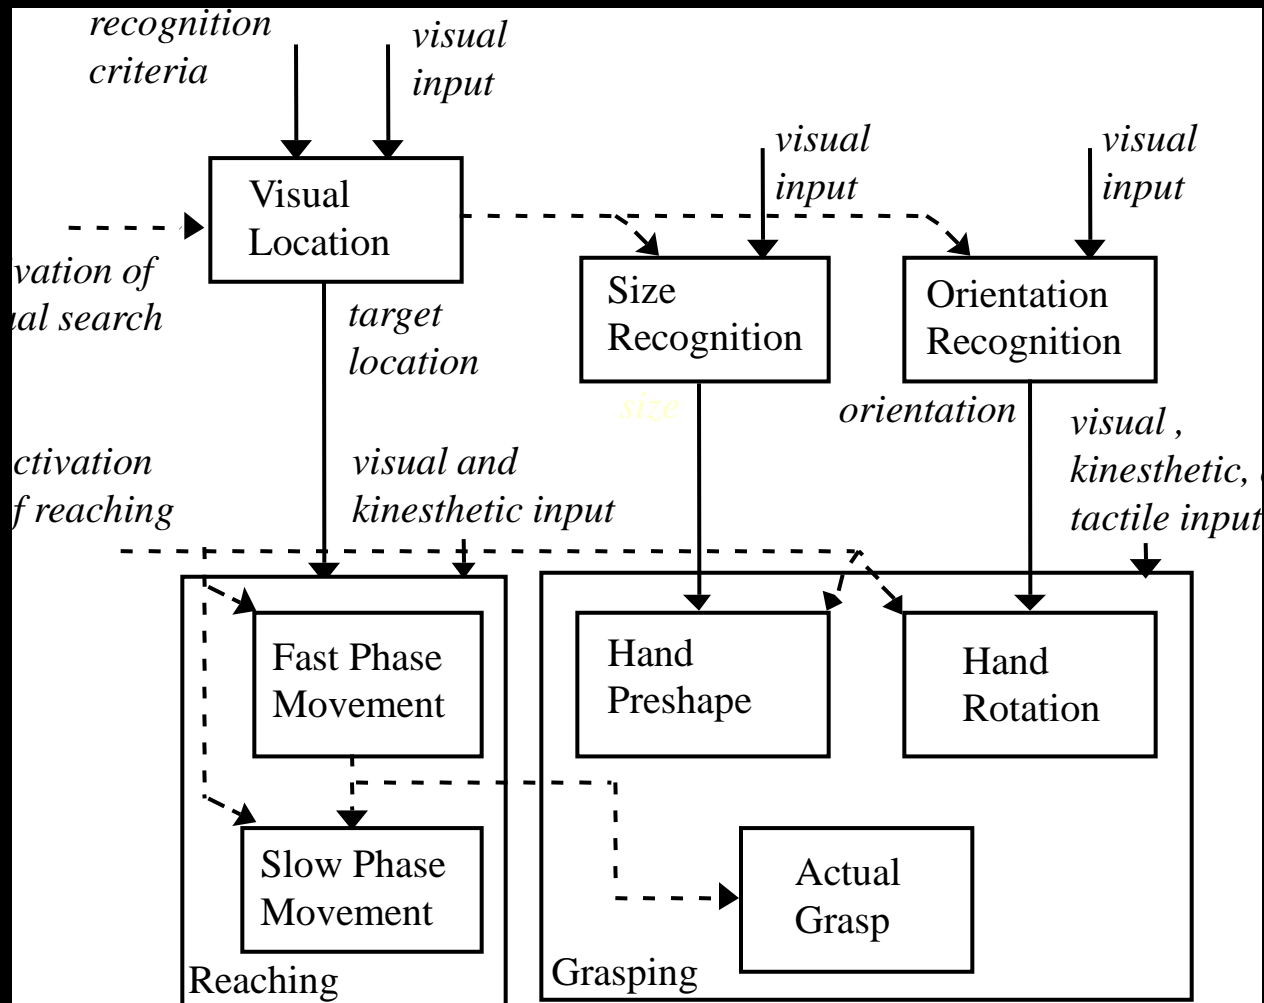 recognition
criteria
visual
input
visual
input
visual
input
Visual
Location
vation of
al search
Size
Recognition
Orientation
Recognition
target
location
size
orientation
visual ,
kinesthetic,
tactile input
ctivation
f reaching
visual and
kinesthetic input
Fast Phase
Movement
Hand
Preshape
Hand
Rotation
Slow Phase
Movement
Actual
Grasp
Reaching
Grasping